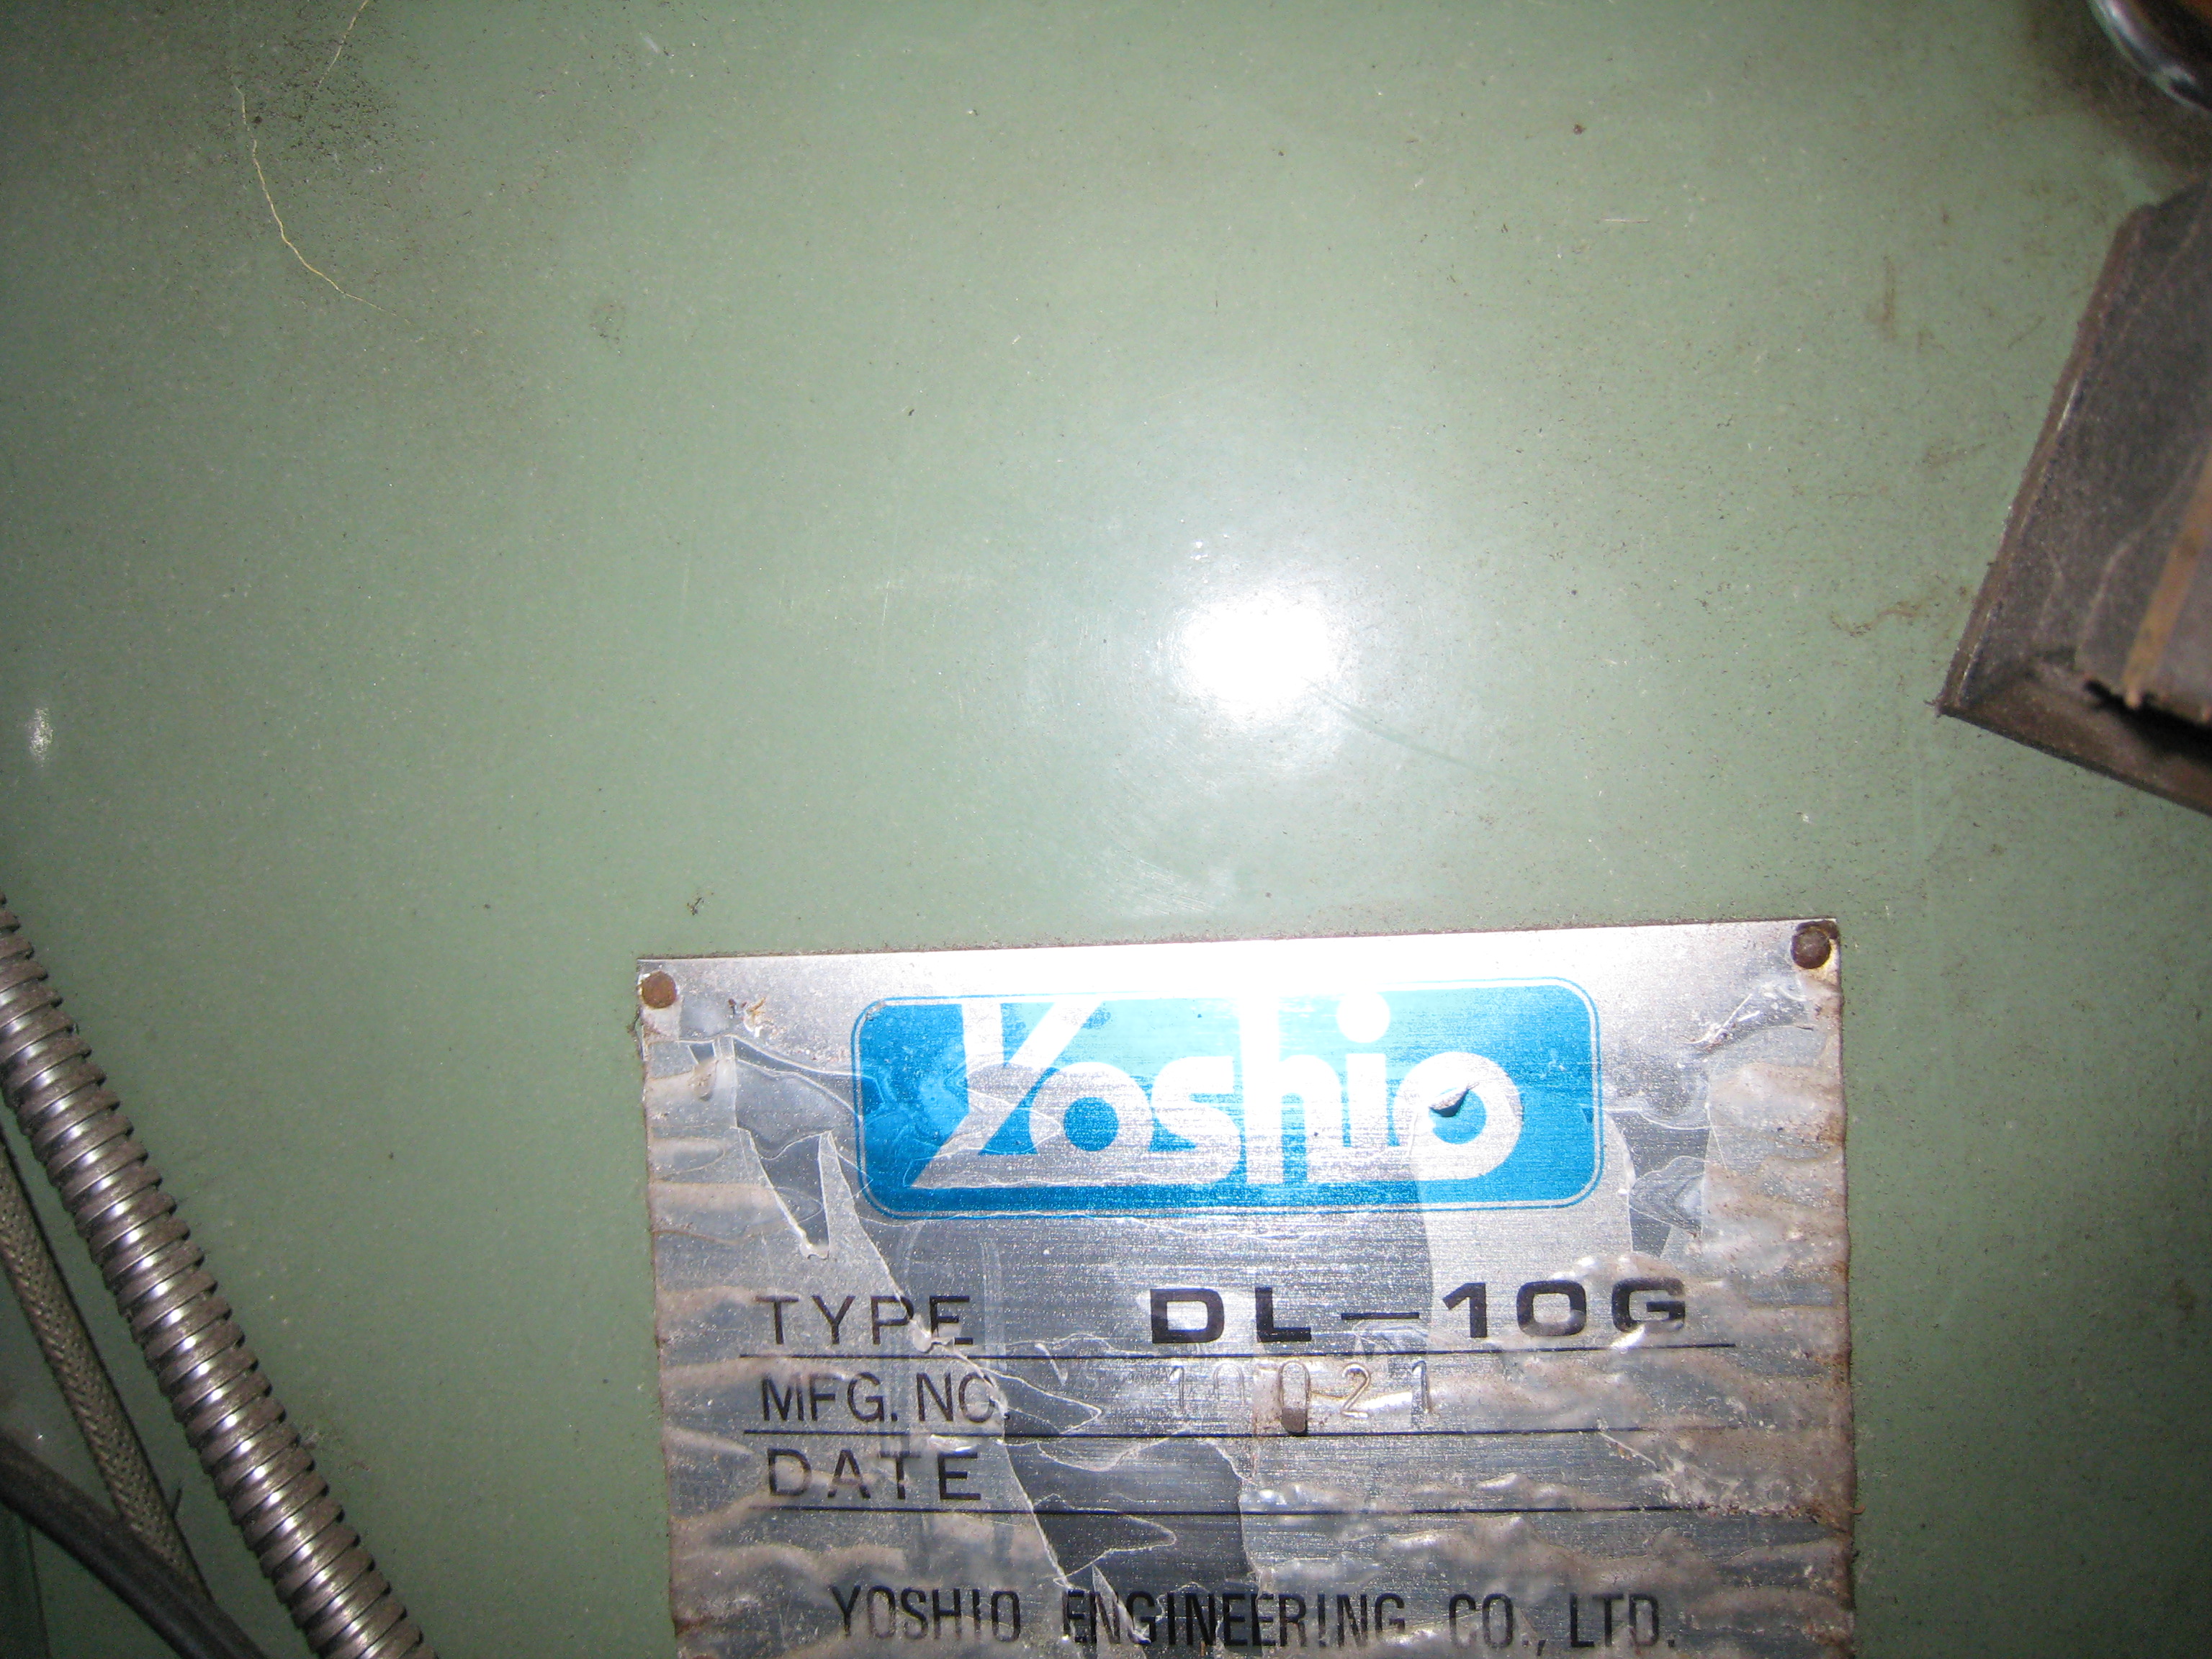 Yoshio
TYPE DL-10G
MFG. NO. 10021
DATE
YOSHIO ENGINEERING CO., LTD.